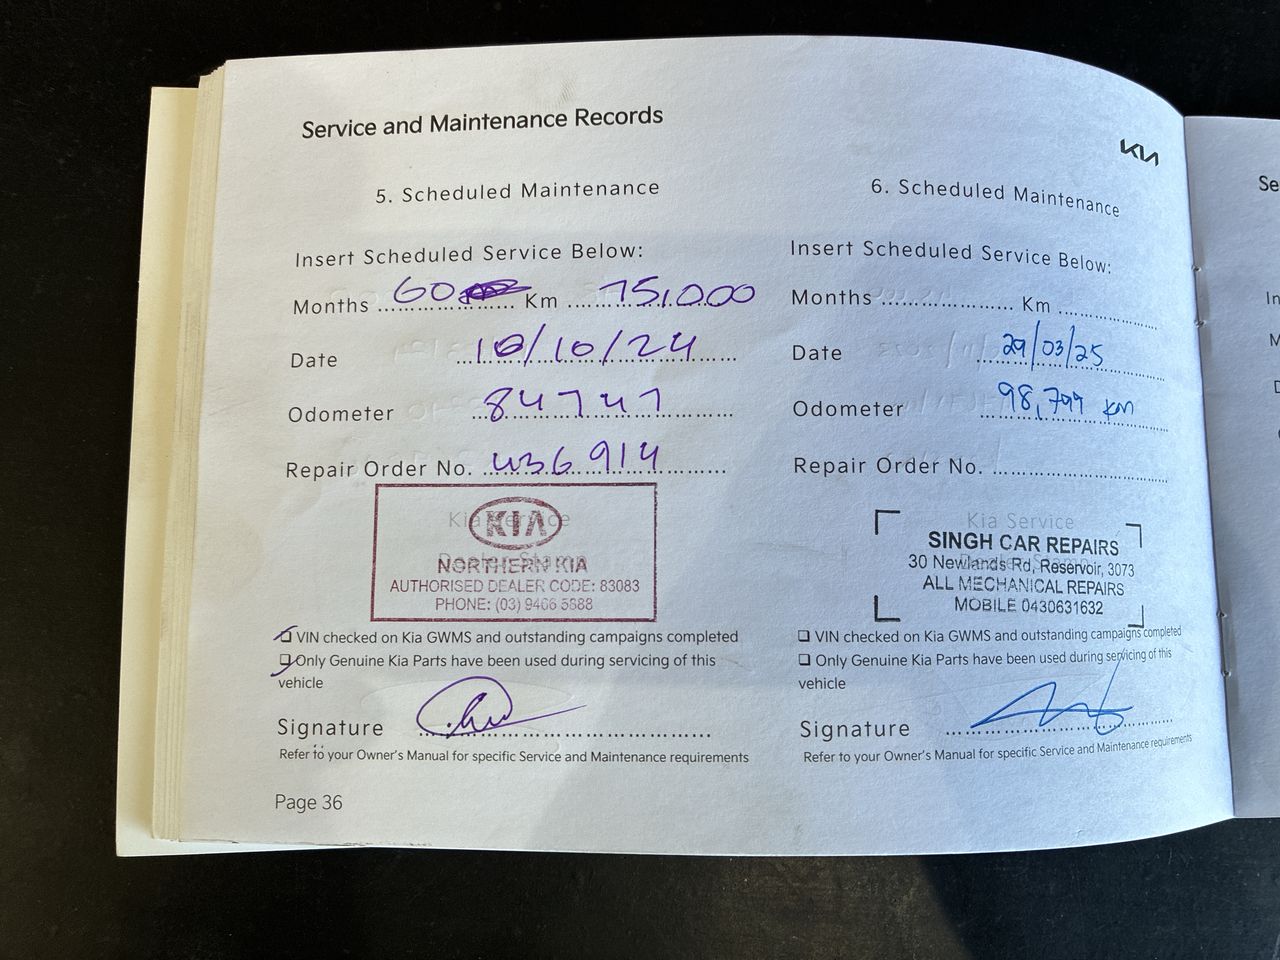 Service and Maintenance Records
KIA
5. Scheduled Maintenance
Insert Scheduled Service Below:
Months 60 Km 75,000
Date 10/10/24
Odometer 84747
Repair Order No. 436914
Kia Service
Dealer Stamp
KIA
NORTHERN KIA
AUTHORISED DEALER CODE: 83083
PHONE: (03) 9466 5888
VIN checked on Kia GWMS and outstanding campaigns completed
Only Genuine Kia Parts have been used during servicing of this
vehicle
Signature
Refer to your Owner's Manual for specific Service and Maintenance requirements
Page 36
6. Scheduled Maintenance
Insert Scheduled Service Below:
Months Km
Date 29/03/25
Odometer 98,799 km
Repair Order No.
Kia Service
SINGH CAR REPAIRS
30 Newlands Rd, Reservoir, 3073
ALL MECHANICAL REPAIRS
MOBILE 0430631632
VIN checked on Kia GWMS and outstanding campaigns completed
Only Genuine Kia Parts have been used during servicing of this
vehicle
Signature
Refer to your Owner's Manual for specific Service and Maintenance requirements
Se
In
M